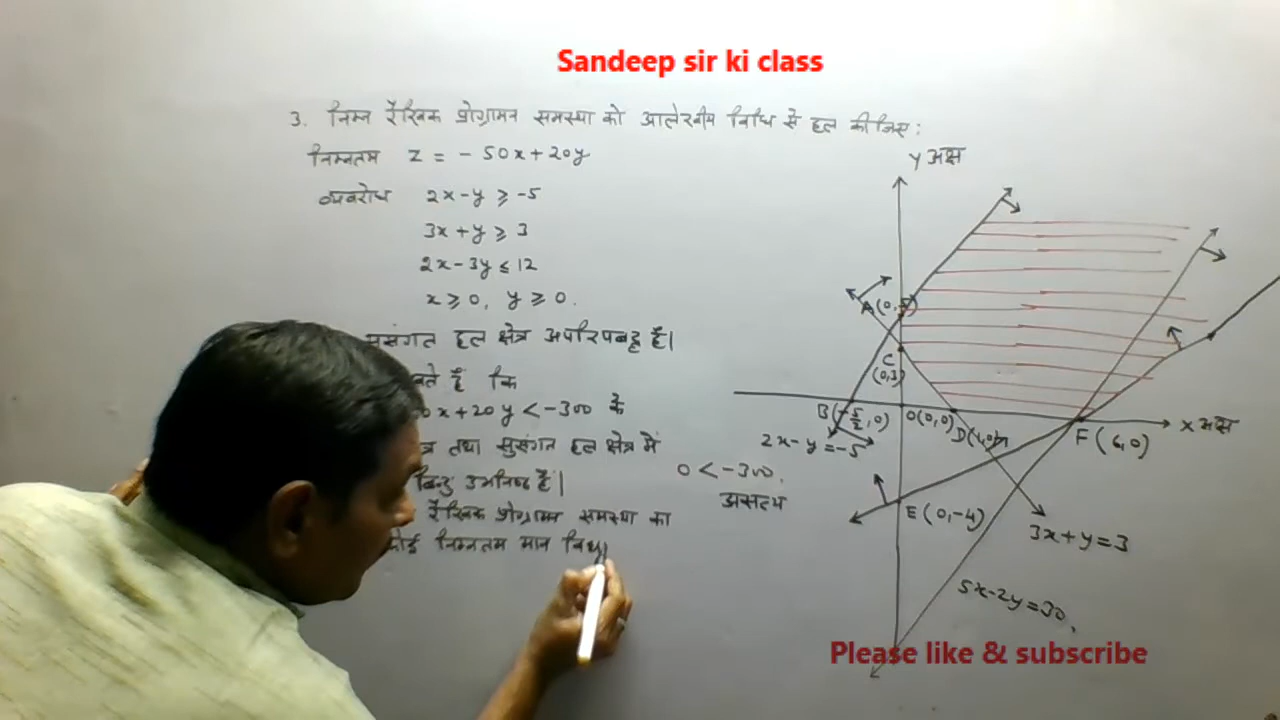 Sandeep sir ki class
3. निम्न रैखिक प्रोग्रामन समस्या को आलेखीय विधि से हल कीजिए :
निम्नतम Z = - 50x + 20y
व्यवरोध 2x - y ≥ -5
3x + y ≥ 3
2x - 3y ≤ 12
x ≥ 0, y ≥ 0.
सुसंगत हल क्षेत्र अपरिबद्ध है।
हैं कि
x + 20y < -300 के
तथा सुसंगत हल क्षेत्र में
बिन्दु उभयनिष्ठ है।
रैखिक प्रोग्रामन समस्या का
कोई निम्नतम मान विद्य
0 < -300.
असत्य
Y अक्ष
A(0,5)
C
(0,3)
B(-5/2, 0)
O(0,0)
D(1,0)
F(6,0)
X अक्ष
2x - y = -5
E(0,-4)
3x + y = 3
5x - 2y = 30.
Please like & subscribe